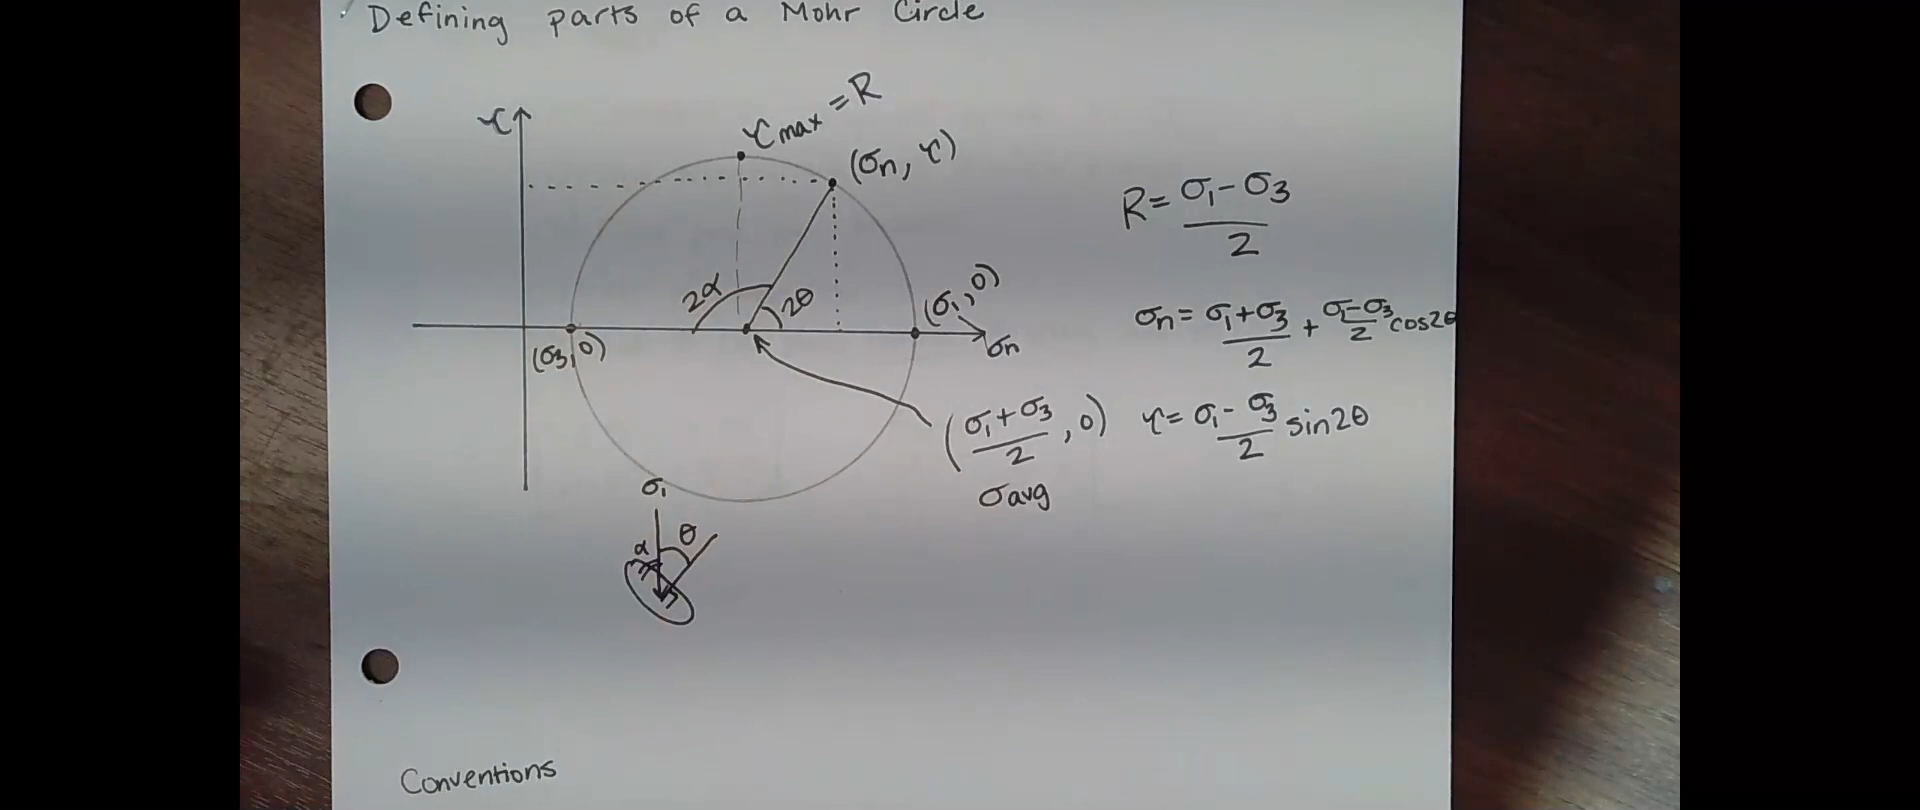 Defining parts of a Mohr Circle
τ
τmax = R
(σn, τ)
R = (σ1 - σ3)/2
2α
2θ
(σ1, 0)
σn
(σ3, 0)
σn = (σ1+σ3)/2 + (σ1-σ3)/2 cos2θ
((σ1+σ3)/2, 0)
σavg
τ = (σ1 - σ3)/2 sin2θ
σ1
α
θ
Conventions